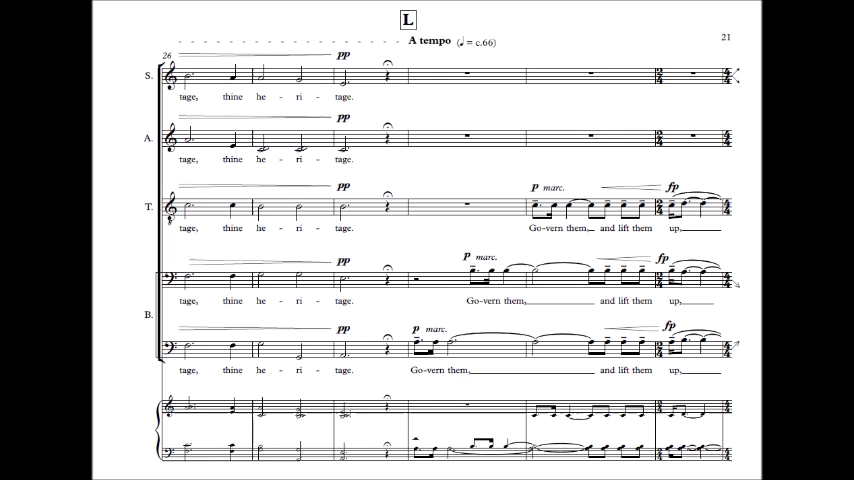 L
A tempo (♩ = c.66)
21
26
pp
S.
tage, thine he - ri - tage.
pp
A.
tage, thine he - ri - tage.
pp p marc. fp
T.
tage, thine he - ri - tage. Go-vern them, and lift them up,
pp p marc. fp
tage, thine he - ri - tage. Go-vern them, and lift them up,
B.
pp p marc. fp
tage, thine he - ri - tage. Go-vern them, and lift them up,